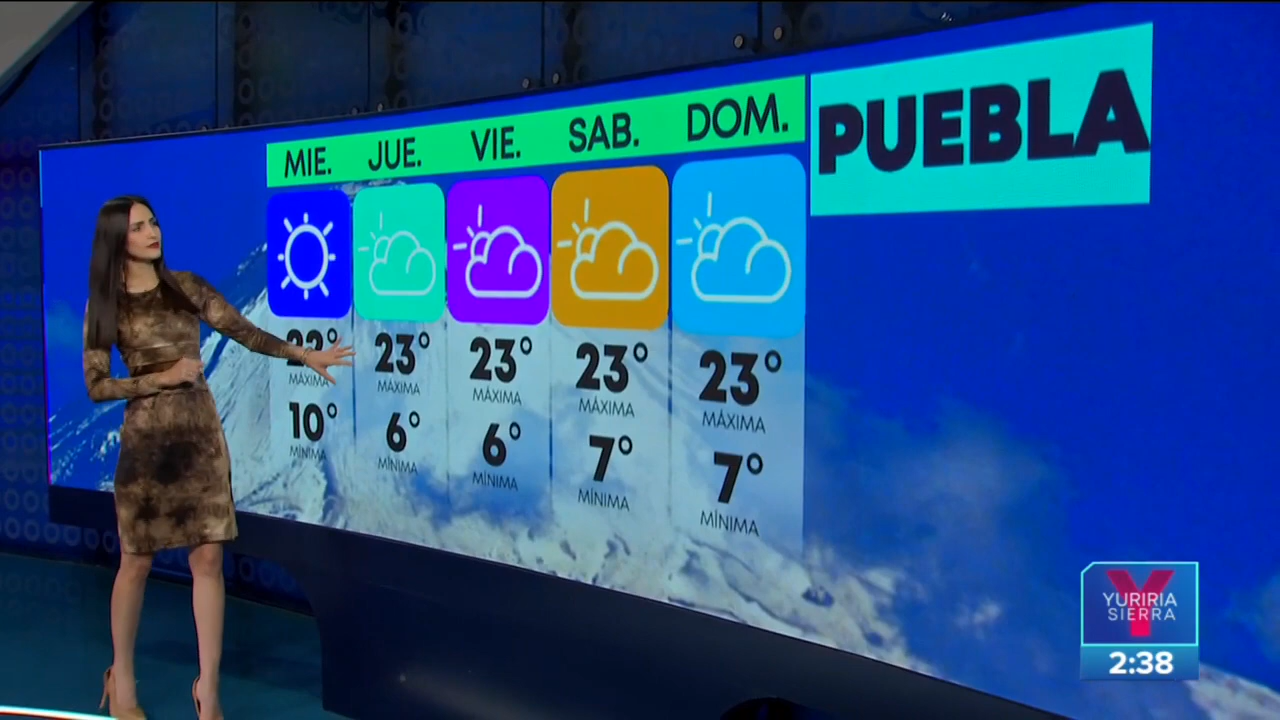 MIE. JUE. VIE. SAB. DOM.
PUEBLA
22° 23° 23° 23° 23°
MÁXIMA MÁXIMA MÁXIMA MÁXIMA MÁXIMA
10° 6° 6° 7° 7°
MÍNIMA MÍNIMA MÍNIMA MÍNIMA MÍNIMA
Y
YURIRIA
SIERRA
2:38